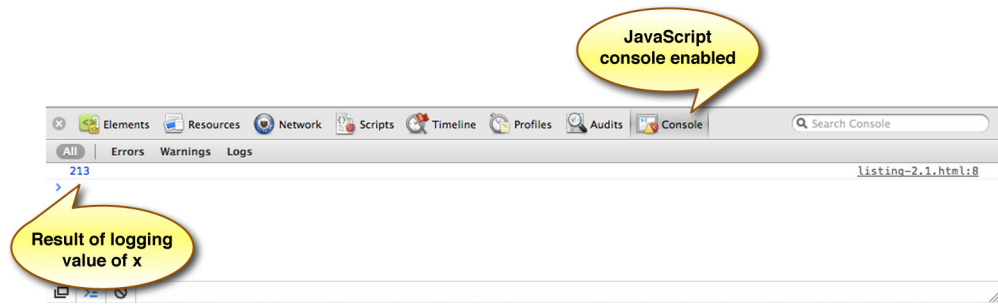 JavaScript
console enabled
Elements Resources Network Scripts Timeline Profiles Audits Console Search Console
All Errors Warnings Logs
213 listing-2.1.html:8
>
Result of logging
value of x